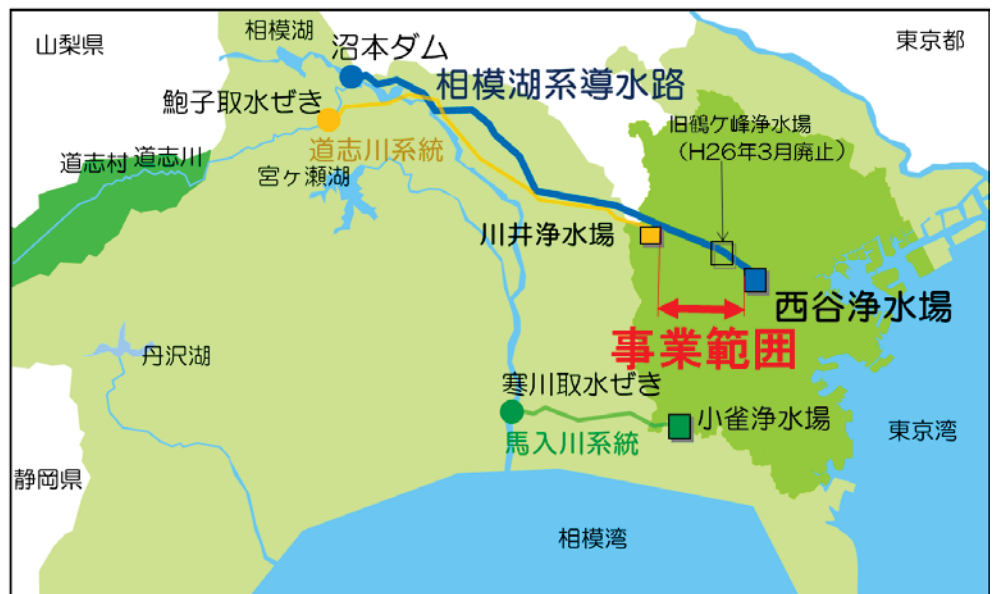 山梨県
相模湖
沼本ダム
東京都
鮑子取水ぜき
相模湖系導水路
道志川系統
旧鶴ケ峰浄水場
（H26年3月廃止）
道志村
道志川
宮ヶ瀬湖
川井浄水場
西谷浄水場
事業範囲
丹沢湖
寒川取水ぜき
小雀浄水場
馬入川系統
東京湾
静岡県
相模湾